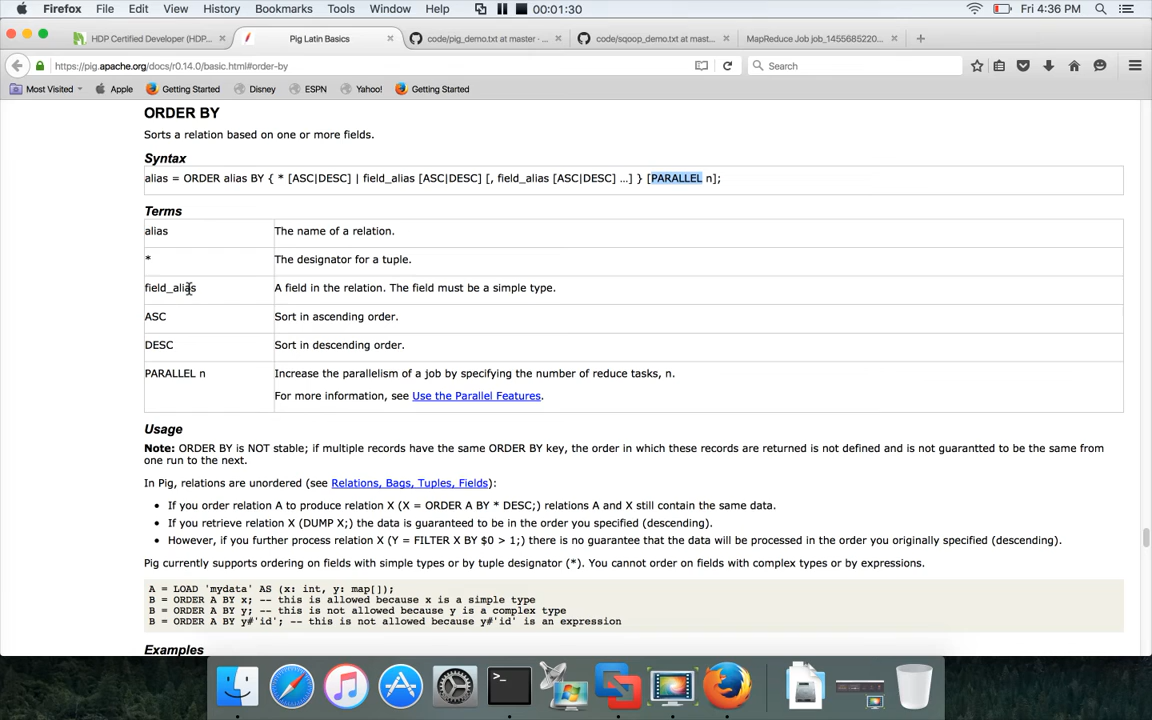 Firefox File Edit View History Bookmarks Tools Window Help 00:01:30 Fri 4:36 PM
HDP Certified Developer (HDP... × Pig Latin Basics × code/pig_demo.txt at master · ... × code/sqoop_demo.txt at mast... × MapReduce Job job_1455685220... × +
https://pig.apache.org/docs/r0.14.0/basic.html#order-by Search
Most Visited Apple Getting Started Disney ESPN Yahoo! Getting Started
ORDER BY
Sorts a relation based on one or more fields.
Syntax
alias = ORDER alias BY { * [ASC|DESC] | field_alias [ASC|DESC] [, field_alias [ASC|DESC] …] } [PARALLEL n];
Terms
alias The name of a relation.
* The designator for a tuple.
field_alias A field in the relation. The field must be a simple type.
ASC Sort in ascending order.
DESC Sort in descending order.
PARALLEL n Increase the parallelism of a job by specifying the number of reduce tasks, n.
For more information, see Use the Parallel Features.
Usage
Note: ORDER BY is NOT stable; if multiple records have the same ORDER BY key, the order in which these records are returned is not defined and is not guarantted to be the same from
one run to the next.
In Pig, relations are unordered (see Relations, Bags, Tuples, Fields):
• If you order relation A to produce relation X (X = ORDER A BY * DESC;) relations A and X still contain the same data.
• If you retrieve relation X (DUMP X;) the data is guaranteed to be in the order you specified (descending).
• However, if you further process relation X (Y = FILTER X BY $0 > 1;) there is no guarantee that the data will be processed in the order you originally specified (descending).
Pig currently supports ordering on fields with simple types or by tuple designator (*). You cannot order on fields with complex types or by expressions.
A = LOAD 'mydata' AS (x: int, y: map[]);
B = ORDER A BY x; -- this is allowed because x is a simple type
B = ORDER A BY y; -- this is not allowed because y is a complex type
B = ORDER A BY y#'id'; -- this is not allowed because y#'id' is an expression
Examples